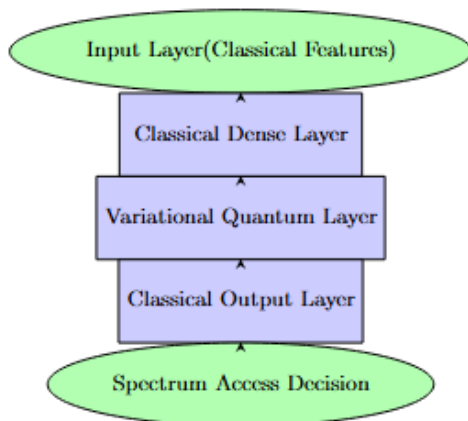 Input Layer(Classical Features)
Classical Dense Layer
Variational Quantum Layer
Classical Output Layer
Spectrum Access Decision